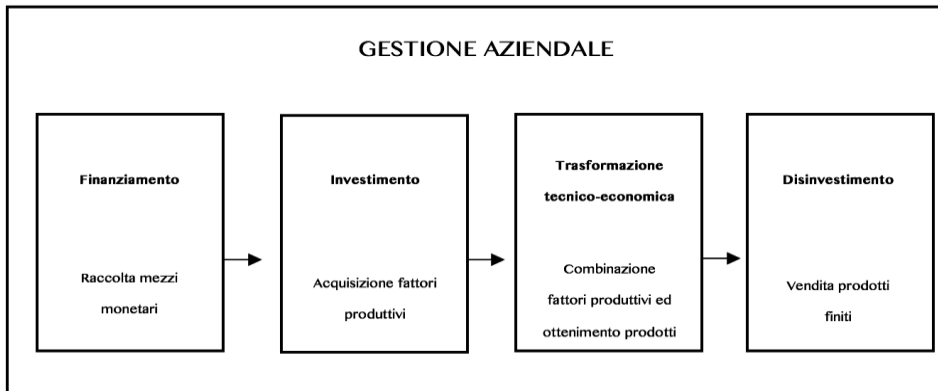 GESTIONE AZIENDALE
Finanziamento
Raccolta mezzi
monetari
Investimento
Acquisizione fattori
produttivi
Trasformazione
tecnico-economica
Combinazione
fattori produttivi ed
ottenimento prodotti
Disinvestimento
Vendita prodotti
finiti